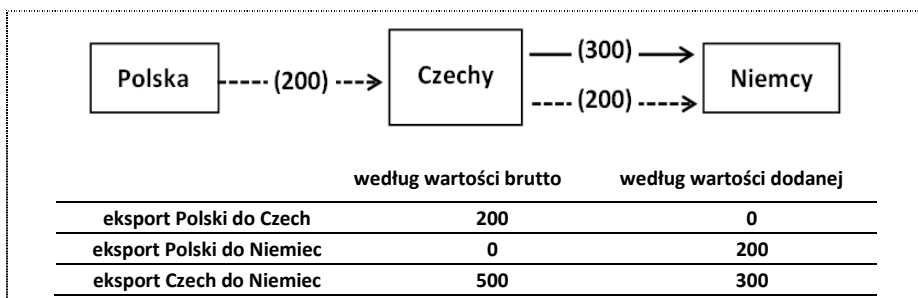 (300)
Polska (200) Czechy Niemcy
(200)
według wartości brutto według wartości dodanej
eksport Polski do Czech 200 0
eksport Polski do Niemiec 0 200
eksport Czech do Niemiec 500 300